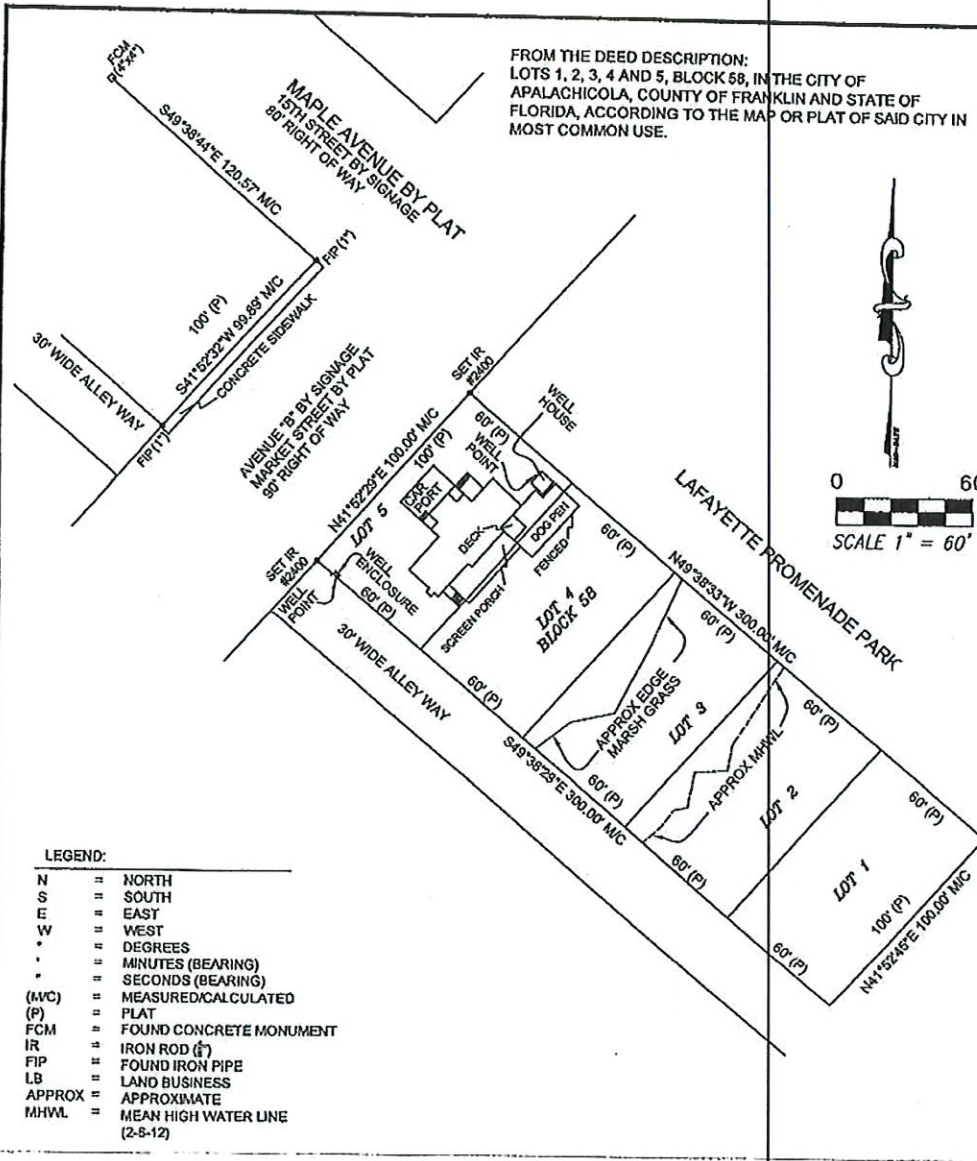 FROM THE DEED DESCRIPTION:
LOTS 1, 2, 3, 4 AND 5, BLOCK 58, IN THE CITY OF
APALACHICOLA, COUNTY OF FRANKLIN AND STATE OF
FLORIDA, ACCORDING TO THE MAP OR PLAT OF SAID CITY IN
MOST COMMON USE.
FCM
(4"X4")
S49°38'44"E 120.57' M/C
MAPLE AVENUE BY PLAT
15TH STREET BY SIGNAGE
80' RIGHT OF WAY
FIP(1")
100' (P)
S41°52'32"W 99.89' M/C
CONCRETE SIDEWALK
30' WIDE ALLEY WAY
FIP(1")
AVENUE "B" BY SIGNAGE
MARKET STREET BY PLAT
90' RIGHT OF WAY
SET IR
#2400
WELL
HOUSE
0 60
SCALE 1" = 60'
LAFAYETTE PROMENADE PARK
N41°52'29"E 100.00' M/C
100' (P)
60' (P)
WELL
POINT
CAR
PORT
LOT 5
DECK
DOG PEN
FENCED
SCREEN PORCH
SET IR
#2400
WELL
POINT
WELL
ENCLOSURE
60' (P)
30' WIDE ALLEY WAY
60' (P)
N49°38'33"W 300.00' M/C
LOT 4
BLOCK 58
60' (P)
60' (P)
APPROX EDGE
MARSH GRASS
LOT 3
S49°38'29"E 300.00' M/C
60' (P)
60' (P)
APPROX MHWL
LOT 2
60' (P)
60' (P)
LOT 1
100' (P)
N41°52'45"E 100.00' M/C
60' (P)
LEGEND:
N = NORTH
S = SOUTH
E = EAST
W = WEST
° = DEGREES
' = MINUTES (BEARING)
" = SECONDS (BEARING)
(M/C) = MEASURED/CALCULATED
(P) = PLAT
FCM = FOUND CONCRETE MONUMENT
IR = IRON ROD
FIP = FOUND IRON PIPE
LB = LAND BUSINESS
APPROX = APPROXIMATE
MHWL = MEAN HIGH WATER LINE
(2-6-12)